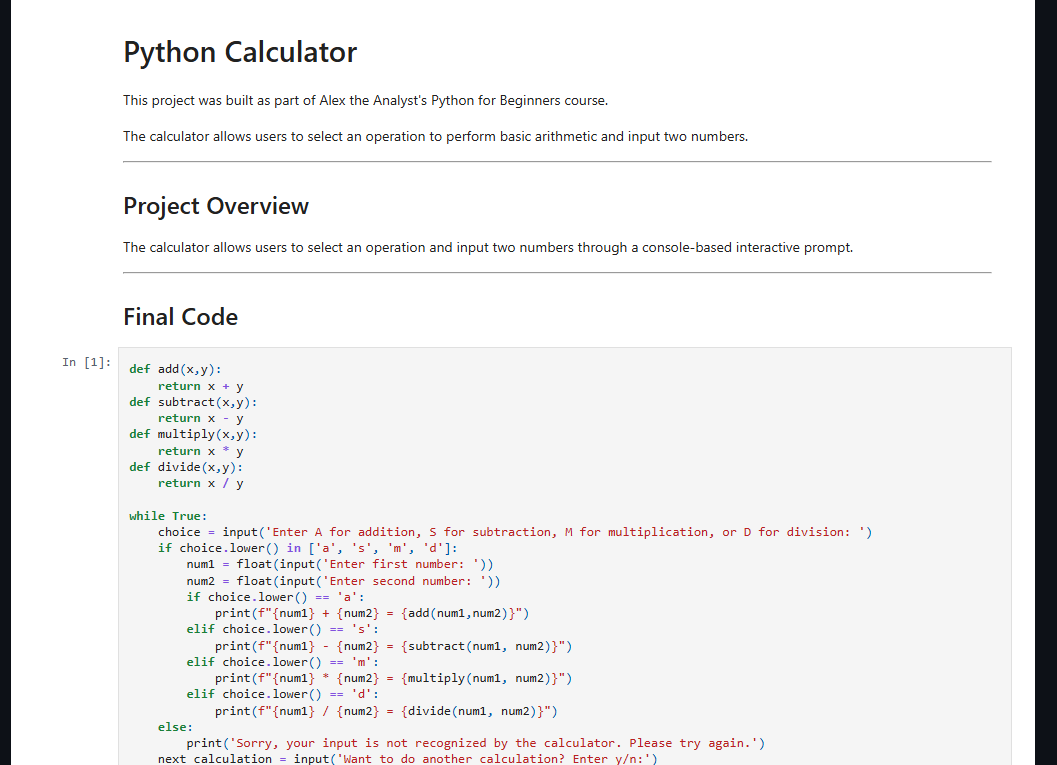 Python Calculator
This project was built as part of Alex the Analyst's Python for Beginners course.
The calculator allows users to select an operation to perform basic arithmetic and input two numbers.
Project Overview
The calculator allows users to select an operation and input two numbers through a console-based interactive prompt.
Final Code
In [1]:
def add(x,y):
    return x + y
def subtract(x,y):
    return x - y
def multiply(x,y):
    return x * y
def divide(x,y):
    return x / y

while True:
    choice = input('Enter A for addition, S for subtraction, M for multiplication, or D for division: ')
    if choice.lower() in ['a', 's', 'm', 'd']:
        num1 = float(input('Enter first number: '))
        num2 = float(input('Enter second number: '))
        if choice.lower() == 'a':
            print(f"{num1} + {num2} = {add(num1,num2)}")
        elif choice.lower() == 's':
            print(f"{num1} - {num2} = {subtract(num1, num2)}")
        elif choice.lower() == 'm':
            print(f"{num1} * {num2} = {multiply(num1, num2)}")
        elif choice.lower() == 'd':
            print(f"{num1} / {num2} = {divide(num1, num2)}")
    else:
        print('Sorry, your input is not recognized by the calculator. Please try again.')
    next_calculation = input('Want to do another calculation? Enter y/n:')